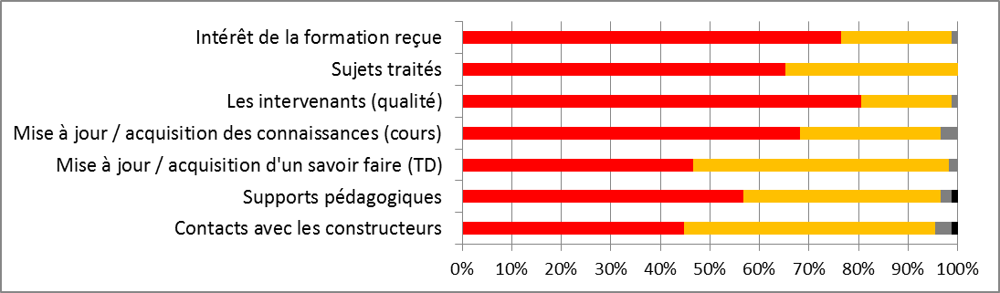 Intérêt de la formation reçue
Sujets traités
Les intervenants (qualité)
Mise à jour / acquisition des connaissances (cours)
Mise à jour / acquisition d'un savoir faire (TD)
Supports pédagogiques
Contacts avec les constructeurs
0% 10% 20% 30% 40% 50% 60% 70% 80% 90% 100%